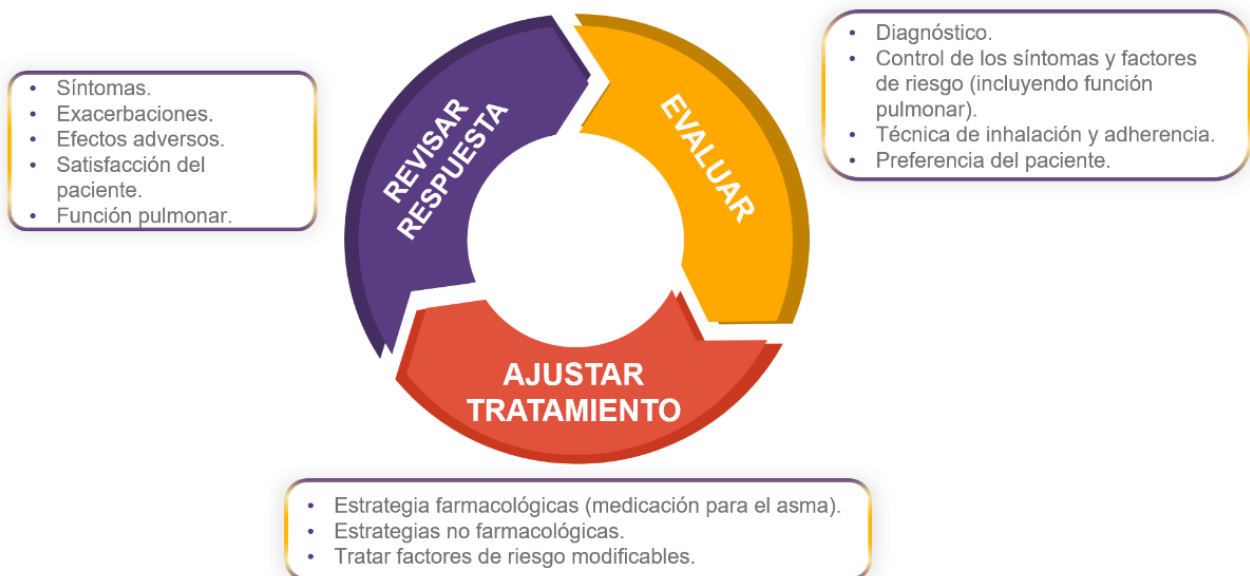 • Síntomas.
• Exacerbaciones.
• Efectos adversos.
• Satisfacción del
paciente.
• Función pulmonar.
REVISAR
RESPUESTA
EVALUAR
• Diagnóstico.
• Control de los síntomas y factores
de riesgo (incluyendo función
pulmonar).
• Técnica de inhalación y adherencia.
• Preferencia del paciente.
AJUSTAR
TRATAMIENTO
• Estrategia farmacológicas (medicación para el asma).
• Estrategias no farmacológicas.
• Tratar factores de riesgo modificables.